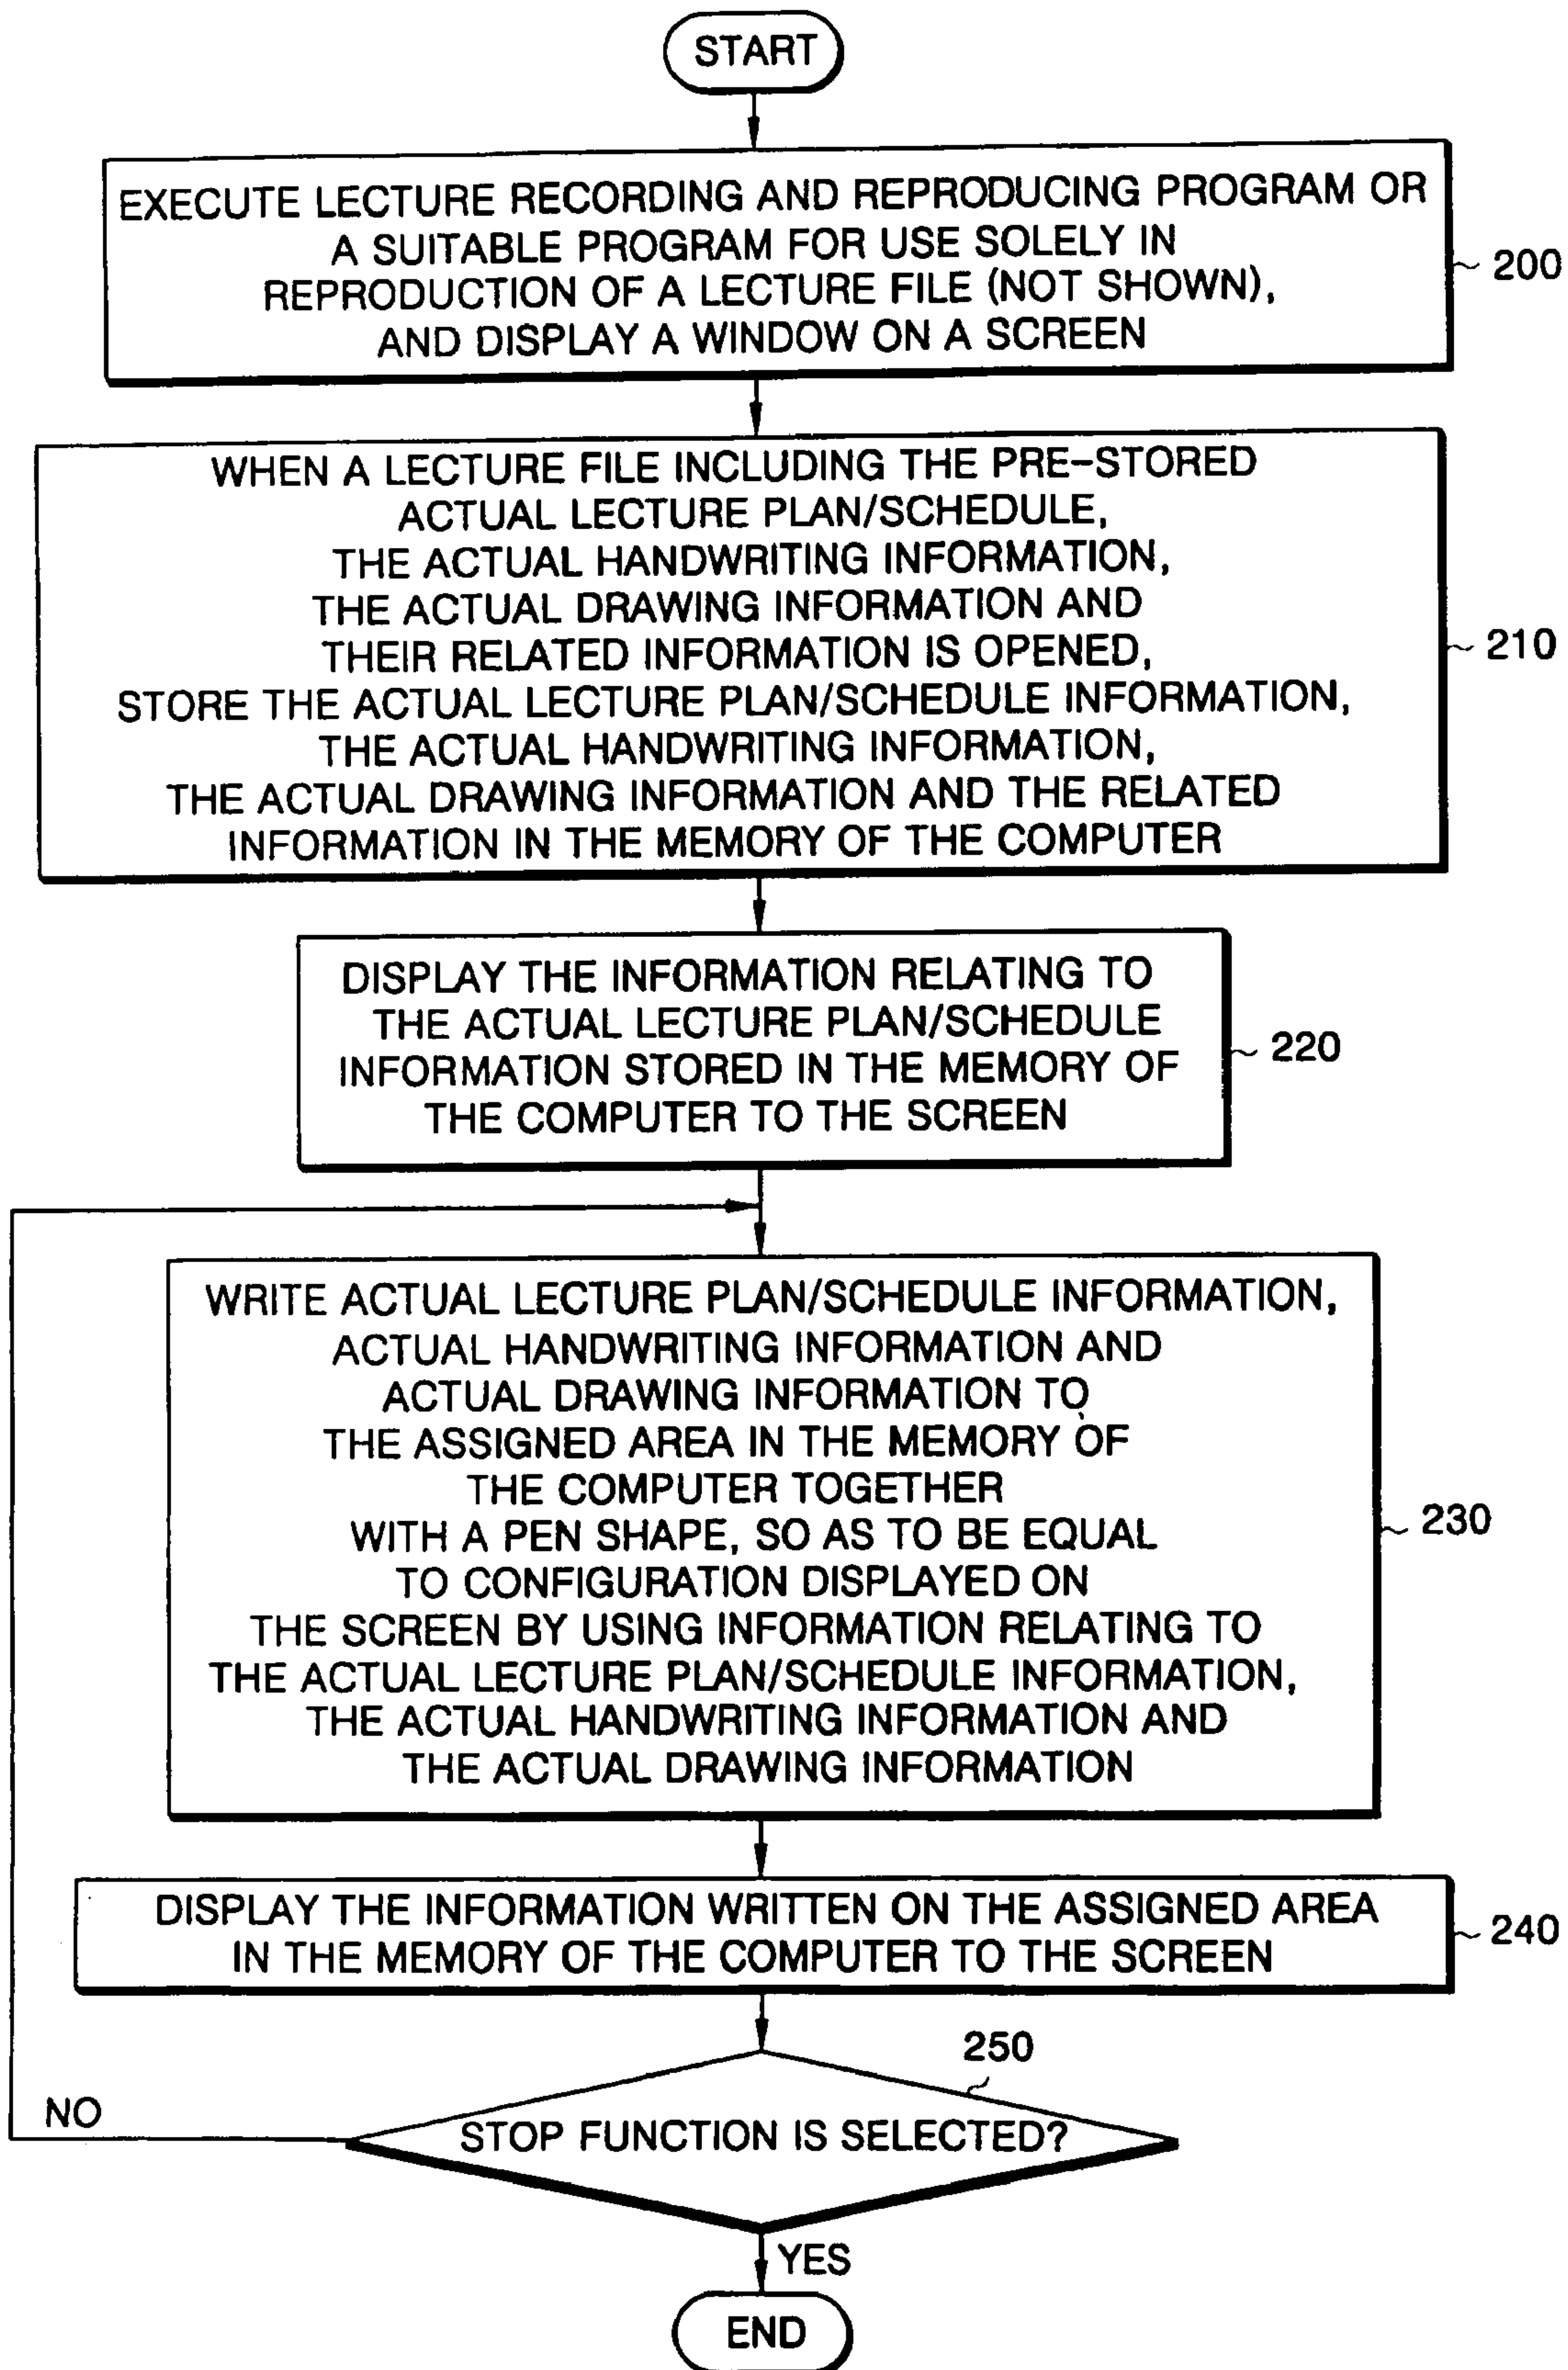 START
EXECUTE LECTURE RECORDING AND REPRODUCING PROGRAM OR
A SUITABLE PROGRAM FOR USE SOLELY IN
REPRODUCTION OF A LECTURE FILE (NOT SHOWN),
AND DISPLAY A WINDOW ON A SCREEN
200
WHEN A LECTURE FILE INCLUDING THE PRE-STORED
ACTUAL LECTURE PLAN/SCHEDULE,
THE ACTUAL HANDWRITING INFORMATION,
THE ACTUAL DRAWING INFORMATION AND
THEIR RELATED INFORMATION IS OPENED,
STORE THE ACTUAL LECTURE PLAN/SCHEDULE INFORMATION,
THE ACTUAL HANDWRITING INFORMATION,
THE ACTUAL DRAWING INFORMATION AND THE RELATED
INFORMATION IN THE MEMORY OF THE COMPUTER
210
DISPLAY THE INFORMATION RELATING TO
THE ACTUAL LECTURE PLAN/SCHEDULE
INFORMATION STORED IN THE MEMORY OF
THE COMPUTER TO THE SCREEN
220
WRITE ACTUAL LECTURE PLAN/SCHEDULE INFORMATION,
ACTUAL HANDWRITING INFORMATION AND
ACTUAL DRAWING INFORMATION TO
THE ASSIGNED AREA IN THE MEMORY OF
THE COMPUTER TOGETHER
WITH A PEN SHAPE, SO AS TO BE EQUAL
TO CONFIGURATION DISPLAYED ON
THE SCREEN BY USING INFORMATION RELATING TO
THE ACTUAL LECTURE PLAN/SCHEDULE INFORMATION,
THE ACTUAL HANDWRITING INFORMATION AND
THE ACTUAL DRAWING INFORMATION
230
DISPLAY THE INFORMATION WRITTEN ON THE ASSIGNED AREA
IN THE MEMORY OF THE COMPUTER TO THE SCREEN
240
250
NO
STOP FUNCTION IS SELECTED?
YES
END